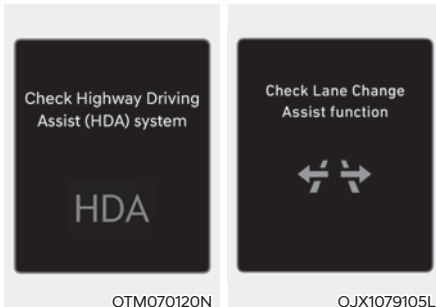 Check Highway Driving
Assist (HDA) system
HDA
OTM070120N
Check Lane Change
Assist function
OJX1079105L